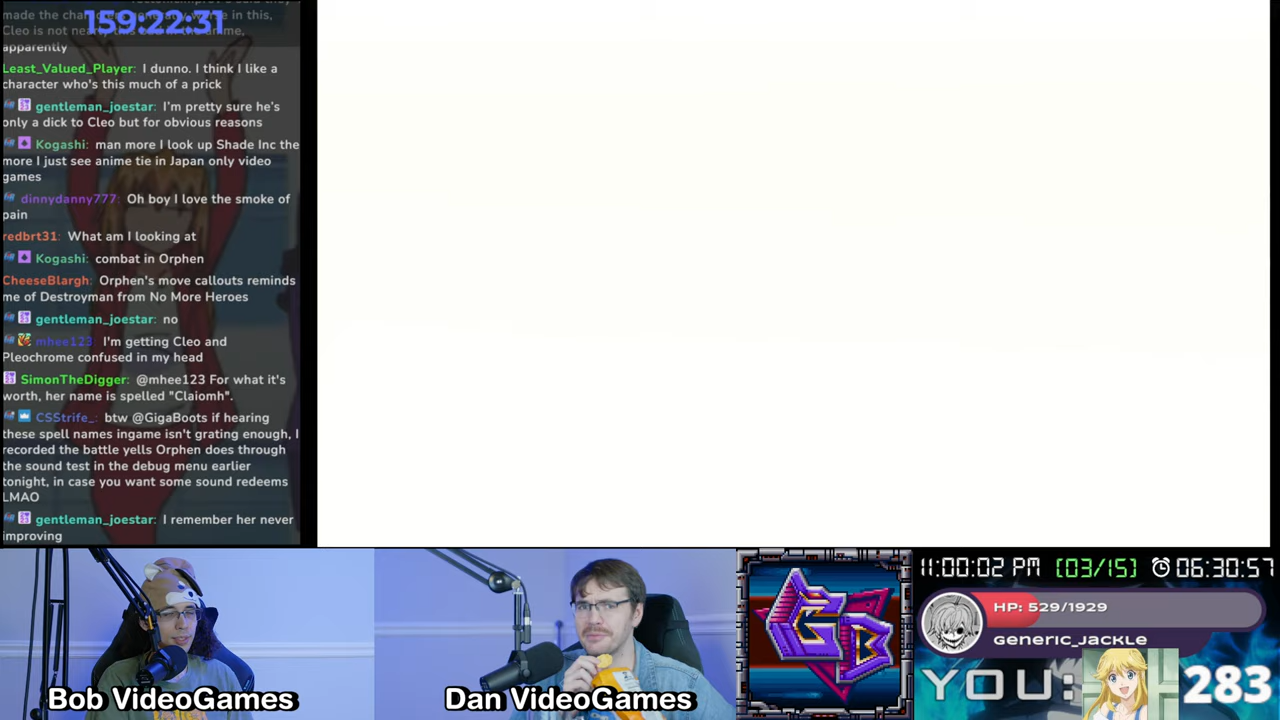 made the cha
159:22:31
Cleo is not
apparently
Least_Valued_Player: I dunno. I think I like a
character who's this much of a prick
gentleman_joestar: I'm pretty sure he's
only a dick to Cleo but for obvious reasons
Kogashi: man more I look up Shade Inc the
more I just see anime tie in Japan only video
games
dinnydanny777: Oh boy I love the smoke of
pain
redbrt31: What am I looking at
Kogashi: combat in Orphen
CheeseBlargh: Orphen's move callouts reminds
me of Destroyman from No More Heroes
gentleman_joestar: no
mhee123: I'm getting Cleo and
Pleochrome confused in my head
SimonTheDigger: @mhee123 For what it's
worth, her name is spelled "Claiomh".
CSStrife_: btw @GigaBoots if hearing
these spell names ingame isn't grating enough, I
recorded the battle yells Orphen does through
the sound test in the debug menu earlier
tonight, in case you want some sound redeems
LMAO
gentleman_joestar: I remember her never
improving
Bob VideoGames
Dan VideoGames
GB
11:00:02 PM [03/15] 06:30:57
HP: 529/1929
Generic_Jackle
YOU: 283